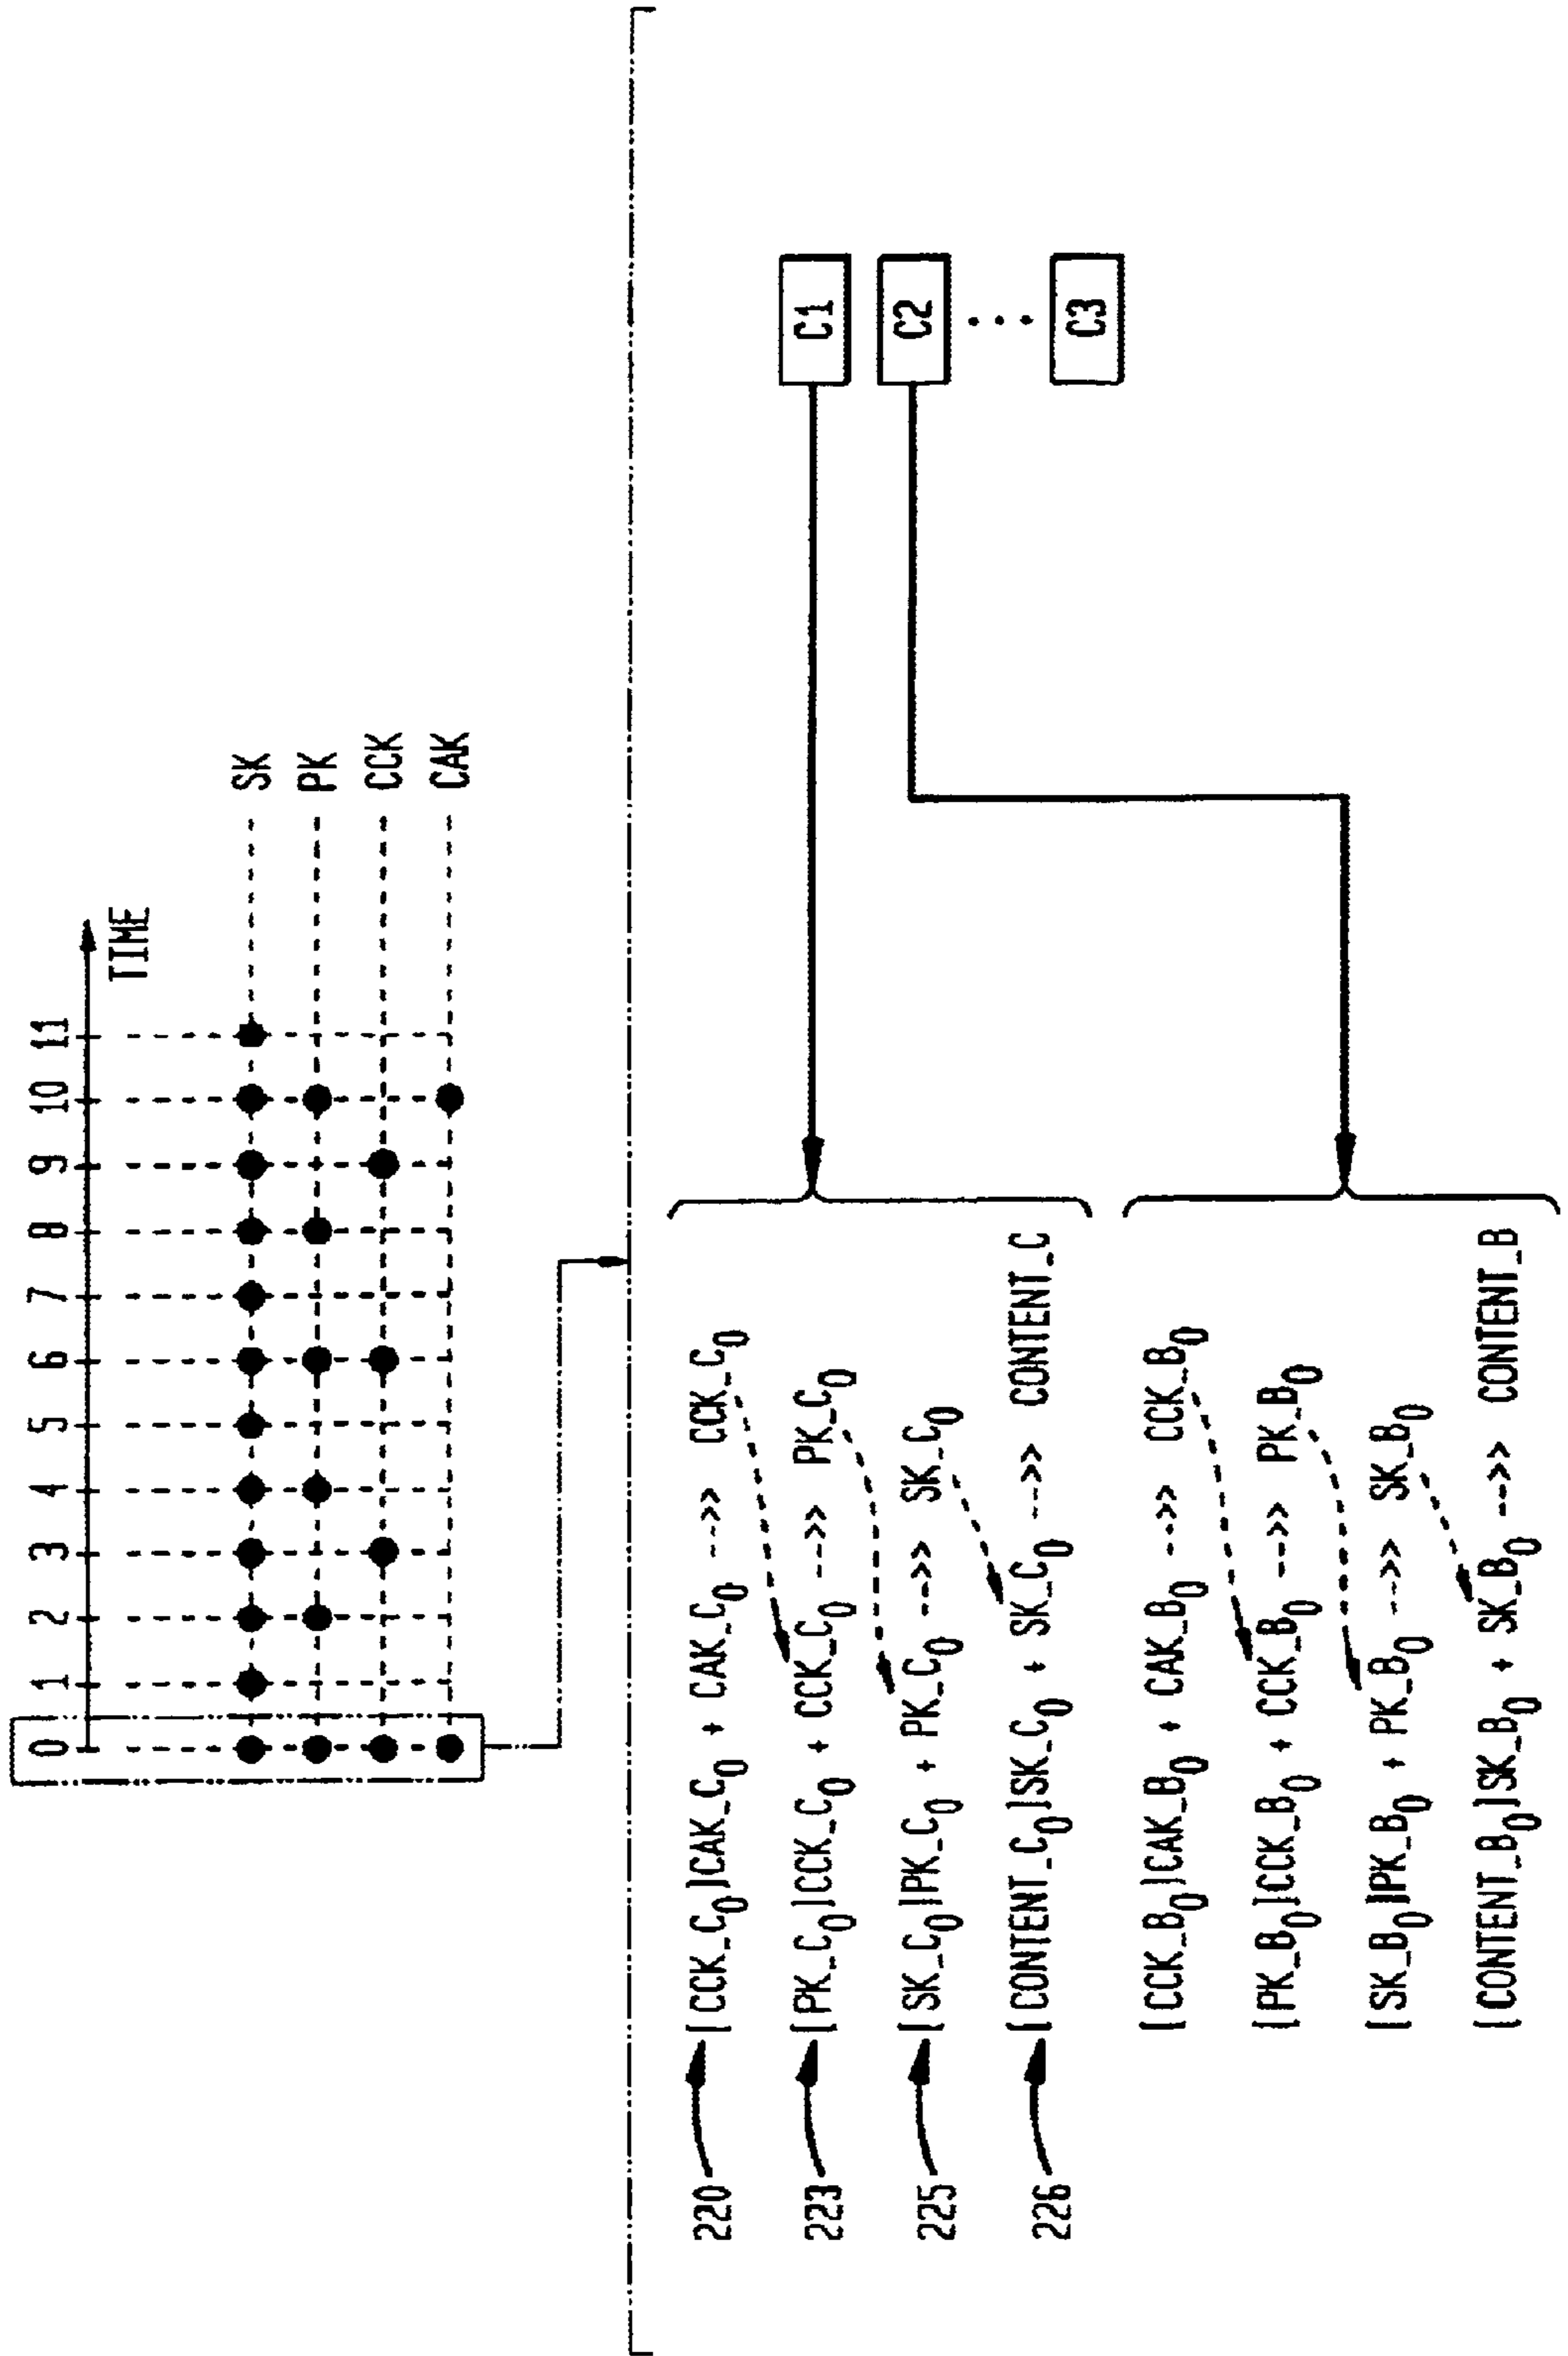 0 1 2 3 4 5 6 7 8 9 10 11
TIME
SK
PK
CCK
CAK
220 [CCK_C0]CAK_C0 + CAK_C0 -->> CCK_C0
223 [PK_C0]CCK_C0 + CCK_C0 -->> PK_C0
225 [SK_C0]PK_C0 + PK_C0 -->> SK_C0
226 [CONTENT_C0]SK_C0 + SK_C0 -->> CONTENT_C
[CCK_B0]CAK_B0 + CAK_B0 -->> CCK_B0
[PK_B0]CCK_B0 + CCK_B0 -->> PK_B0
[SK_B0]PK_B0 + PK_B0 -->> SK_B0
[CONTENT_B0]SK_B0 + SK_B0 -->> CONTENT_B
C1
C2
...
C3